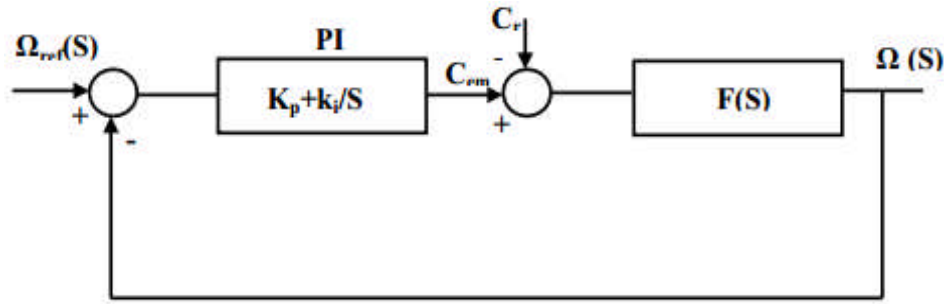 C_r
Ω_ref(S)
PI
-
Ω (S)
C_em
K_p+k_i/S
F(S)
+
+
-